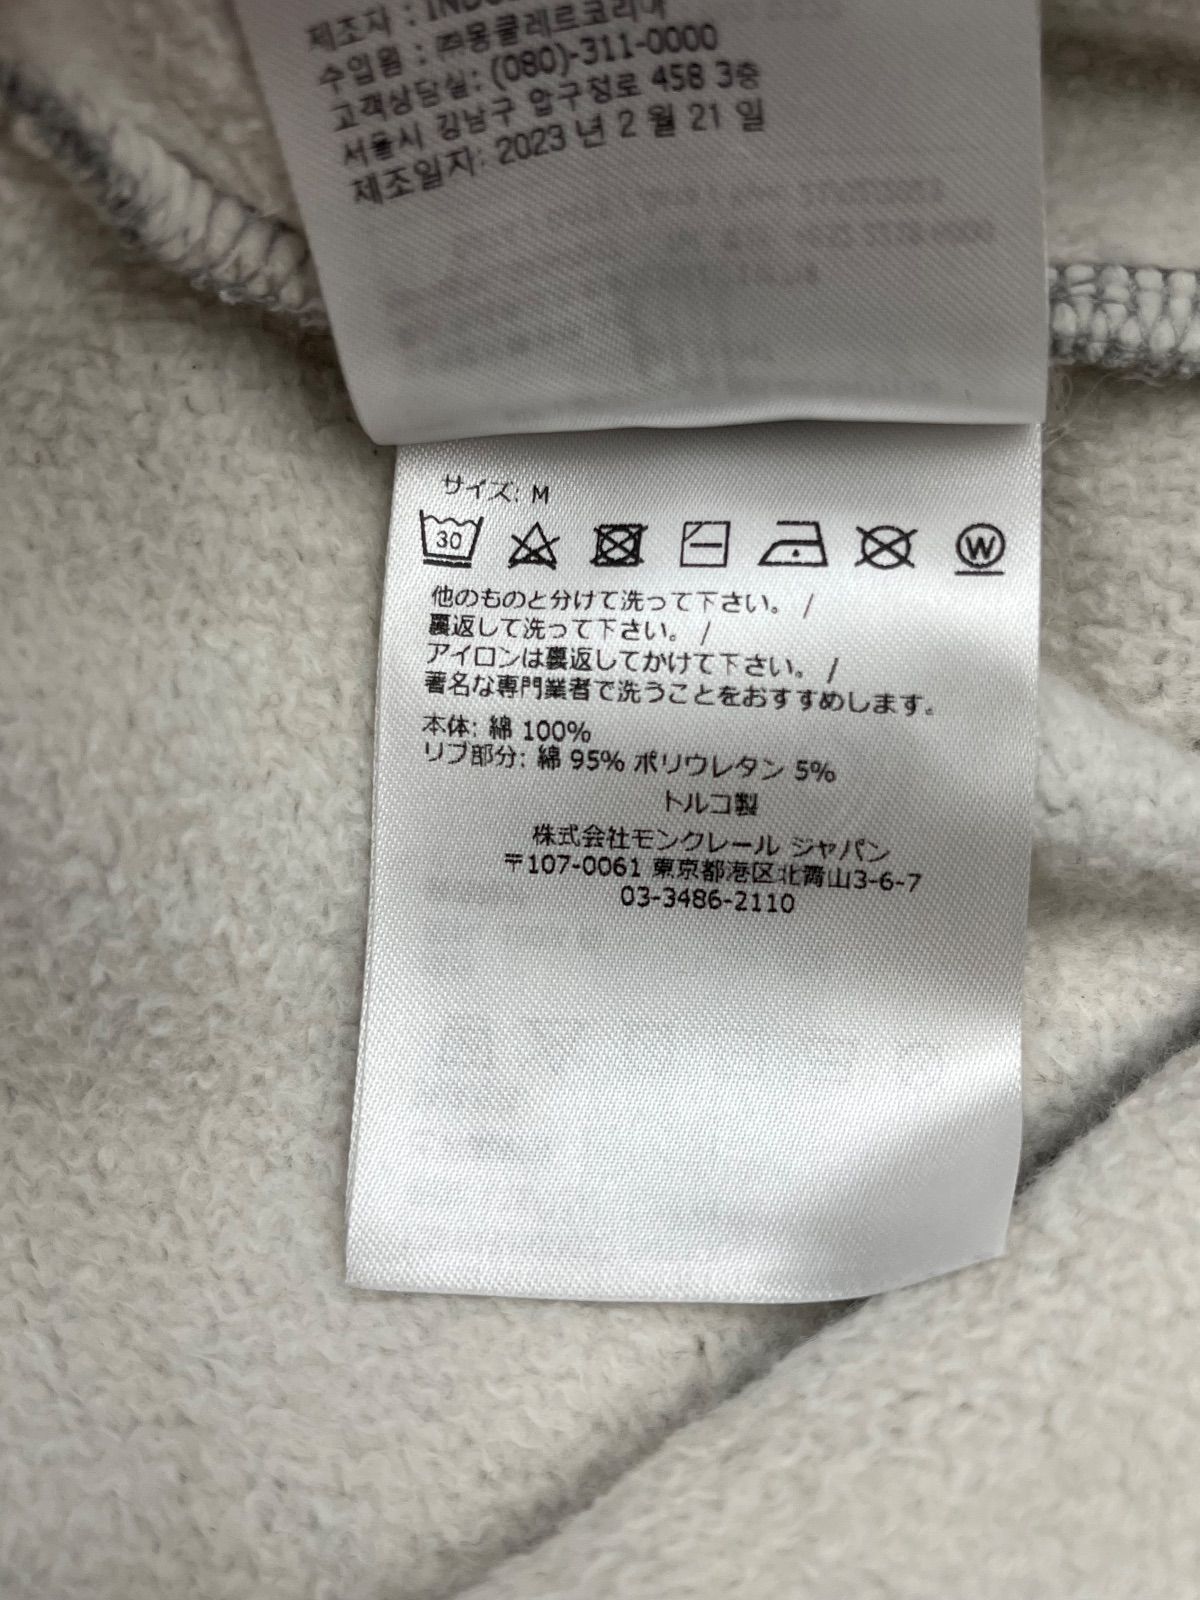 제조자 :
수입원 : ㈜몽클레르코리아
고객상담실: (080)-311-0000
서울시 강남구 압구정로 458 3층
제조일자: 2023 년 2 월 21 일
サイズ: M
30
W
他のものと分けて洗って下さい。 /
裏返して洗って下さい。 /
アイロンは裏返してかけて下さい。 /
著名な専門業者で洗うことをおすすめします。
本体: 綿 100%
リブ部分: 綿 95% ポリウレタン 5%
トルコ製
株式会社モンクレール ジャパン
〒107-0061 東京都港区北青山3-6-7
03-3486-2110